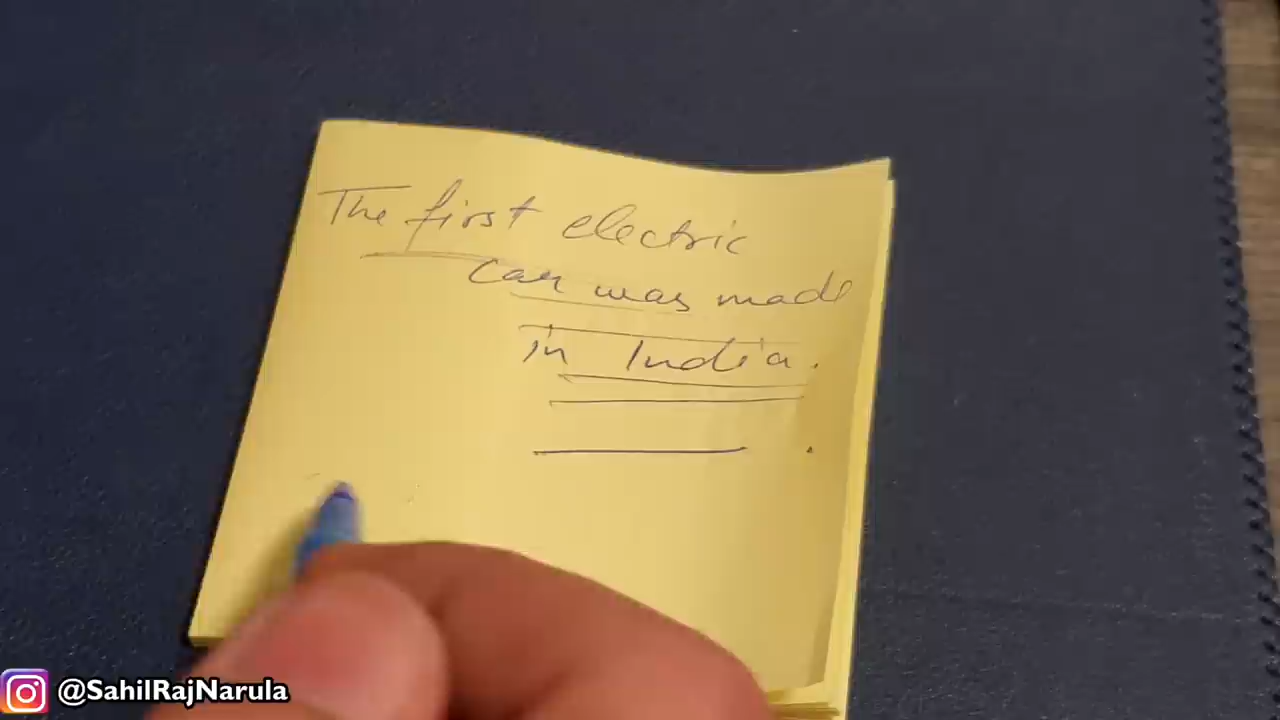 The first electric
car was made
in India.
@SahilRajNarula